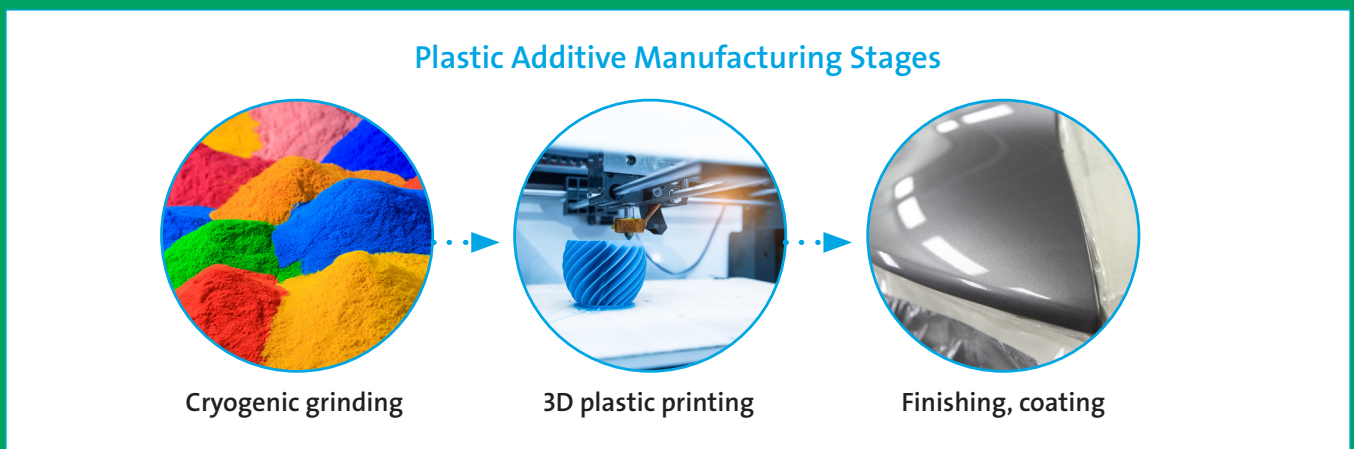 Plastic Additive Manufacturing Stages
Cryogenic grinding
3D plastic printing
Finishing, coating